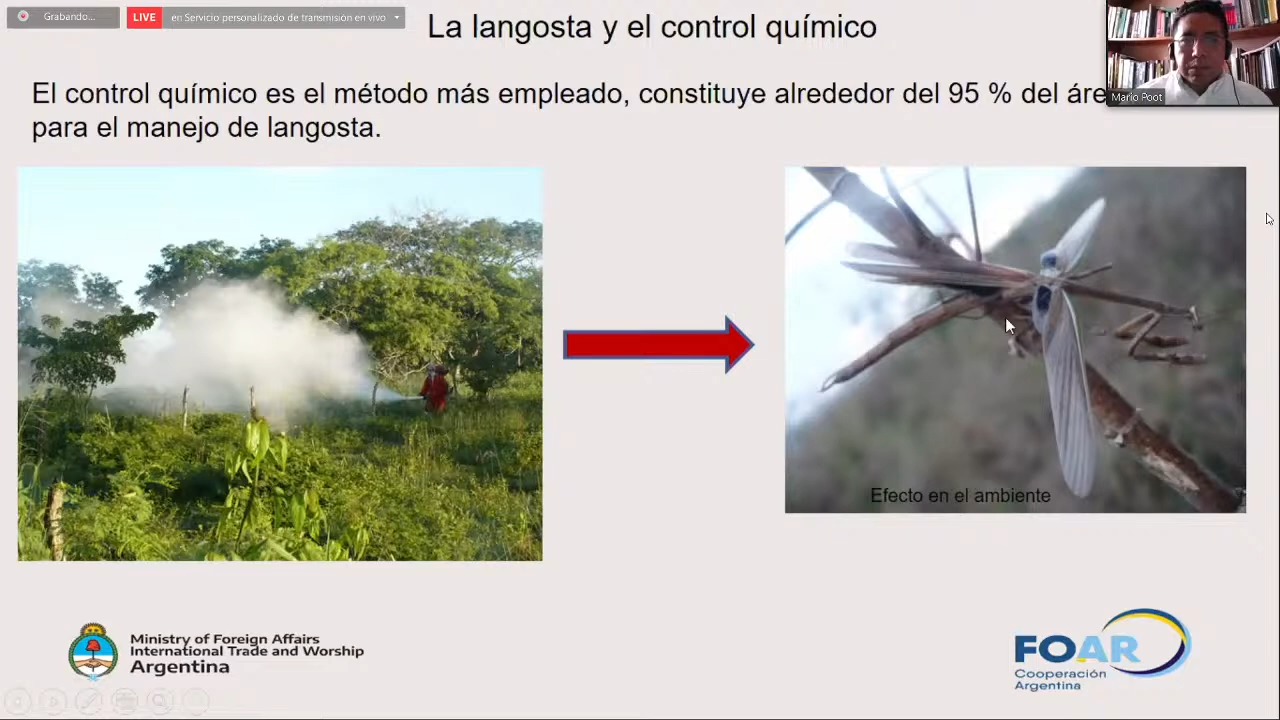 Grabando...
LIVE
en Servicio personalizado de transmisión en vivo
La langosta y el control químico
Mario Poot
El control químico es el método más empleado, constituye alrededor del 95 % del áre
para el manejo de langosta.
Efecto en el ambiente
Ministry of Foreign Affairs
International Trade and Worship
Argentina
FOAR
Cooperación
Argentina